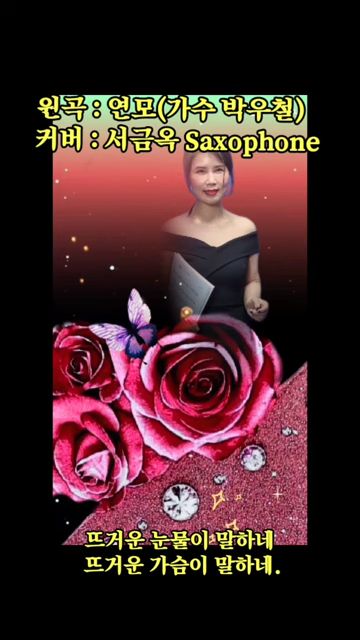 원곡 : 연모(가수 박우철)
커버 : 서금옥 Saxophone
뜨거운 눈물이 말하네
뜨거운 가슴이 말하네.